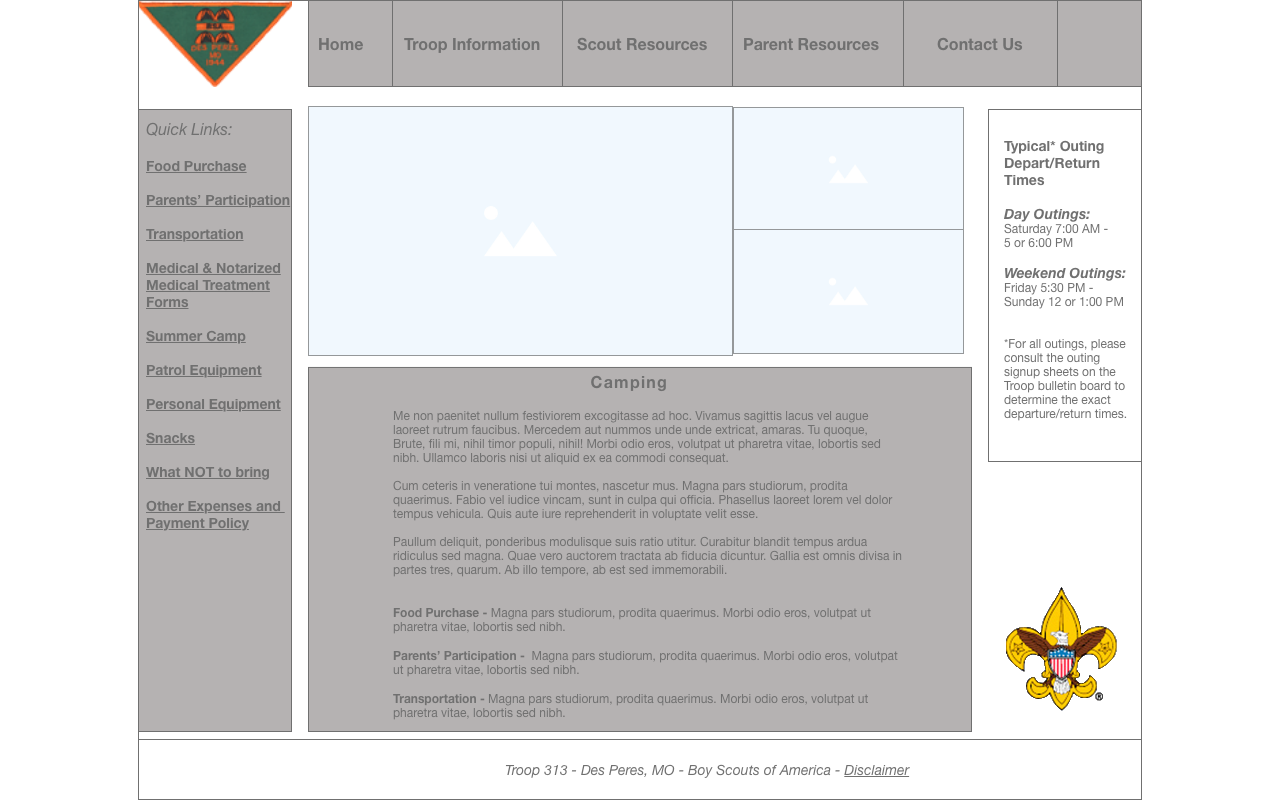 BSA
DES PERES
MO
1944
Home
Troop Information
Scout Resources
Parent Resources
Contact Us
Quick Links:
Food Purchase
Parents’ Participation
Transportation
Medical & Notarized
Medical Treatment
Forms
Summer Camp
Patrol Equipment
Personal Equipment
Snacks
What NOT to bring
Other Expenses and
Payment Policy
Camping
Me non paenitet nullum festiviorem excogitasse ad hoc. Vivamus sagittis lacus vel augue
laoreet rutrum faucibus. Mercedem aut nummos unde unde extricat, amaras. Tu quoque,
Brute, fili mi, nihil timor populi, nihil! Morbi odio eros, volutpat ut pharetra vitae, lobortis sed
nibh. Ullamco laboris nisi ut aliquid ex ea commodi consequat.
Cum ceteris in veneratione tui montes, nascetur mus. Magna pars studiorum, prodita
quaerimus. Fabio vel iudice vincam, sunt in culpa qui officia. Phasellus laoreet lorem vel dolor
tempus vehicula. Quis aute iure reprehenderit in voluptate velit esse.
Paullum deliquit, ponderibus modulisque suis ratio utitur. Curabitur blandit tempus ardua
ridiculus sed magna. Quae vero auctorem tractata ab fiducia dicuntur. Gallia est omnis divisa in
partes tres, quarum. Ab illo tempore, ab est sed immemorabili.
Food Purchase - Magna pars studiorum, prodita quaerimus. Morbi odio eros, volutpat ut
pharetra vitae, lobortis sed nibh.
Parents’ Participation -  Magna pars studiorum, prodita quaerimus. Morbi odio eros, volutpat
ut pharetra vitae, lobortis sed nibh.
Transportation - Magna pars studiorum, prodita quaerimus. Morbi odio eros, volutpat ut
pharetra vitae, lobortis sed nibh.
Typical* Outing
Depart/Return
Times
Day Outings:
Saturday 7:00 AM -
5 or 6:00 PM
Weekend Outings:
Friday 5:30 PM -
Sunday 12 or 1:00 PM
*For all outings, please
consult the outing
signup sheets on the
Troop bulletin board to
determine the exact
departure/return times.
®
Troop 313 - Des Peres, MO - Boy Scouts of America - Disclaimer